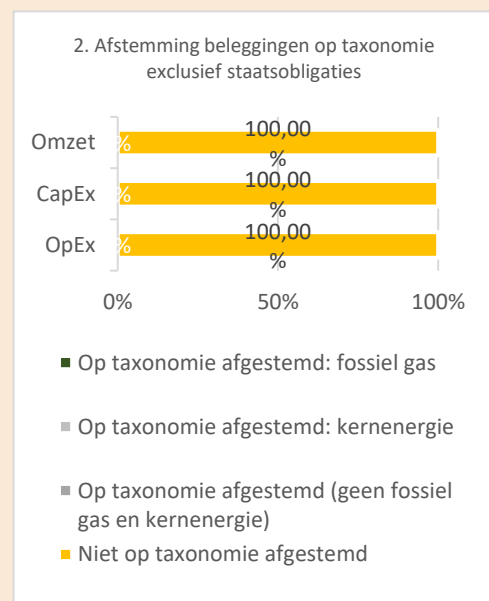 2. Afstemming beleggingen op taxonomie
exclusief staatsobligaties
Omzet
%
100,00
%
CapEx
%
100,00
%
OpEx
%
100,00
%
0%
50%
100%
Op taxonomie afgestemd: fossiel gas
Op taxonomie afgestemd: kernenergie
Op taxonomie afgestemd (geen fossiel
gas en kernenergie)
Niet op taxonomie afgestemd